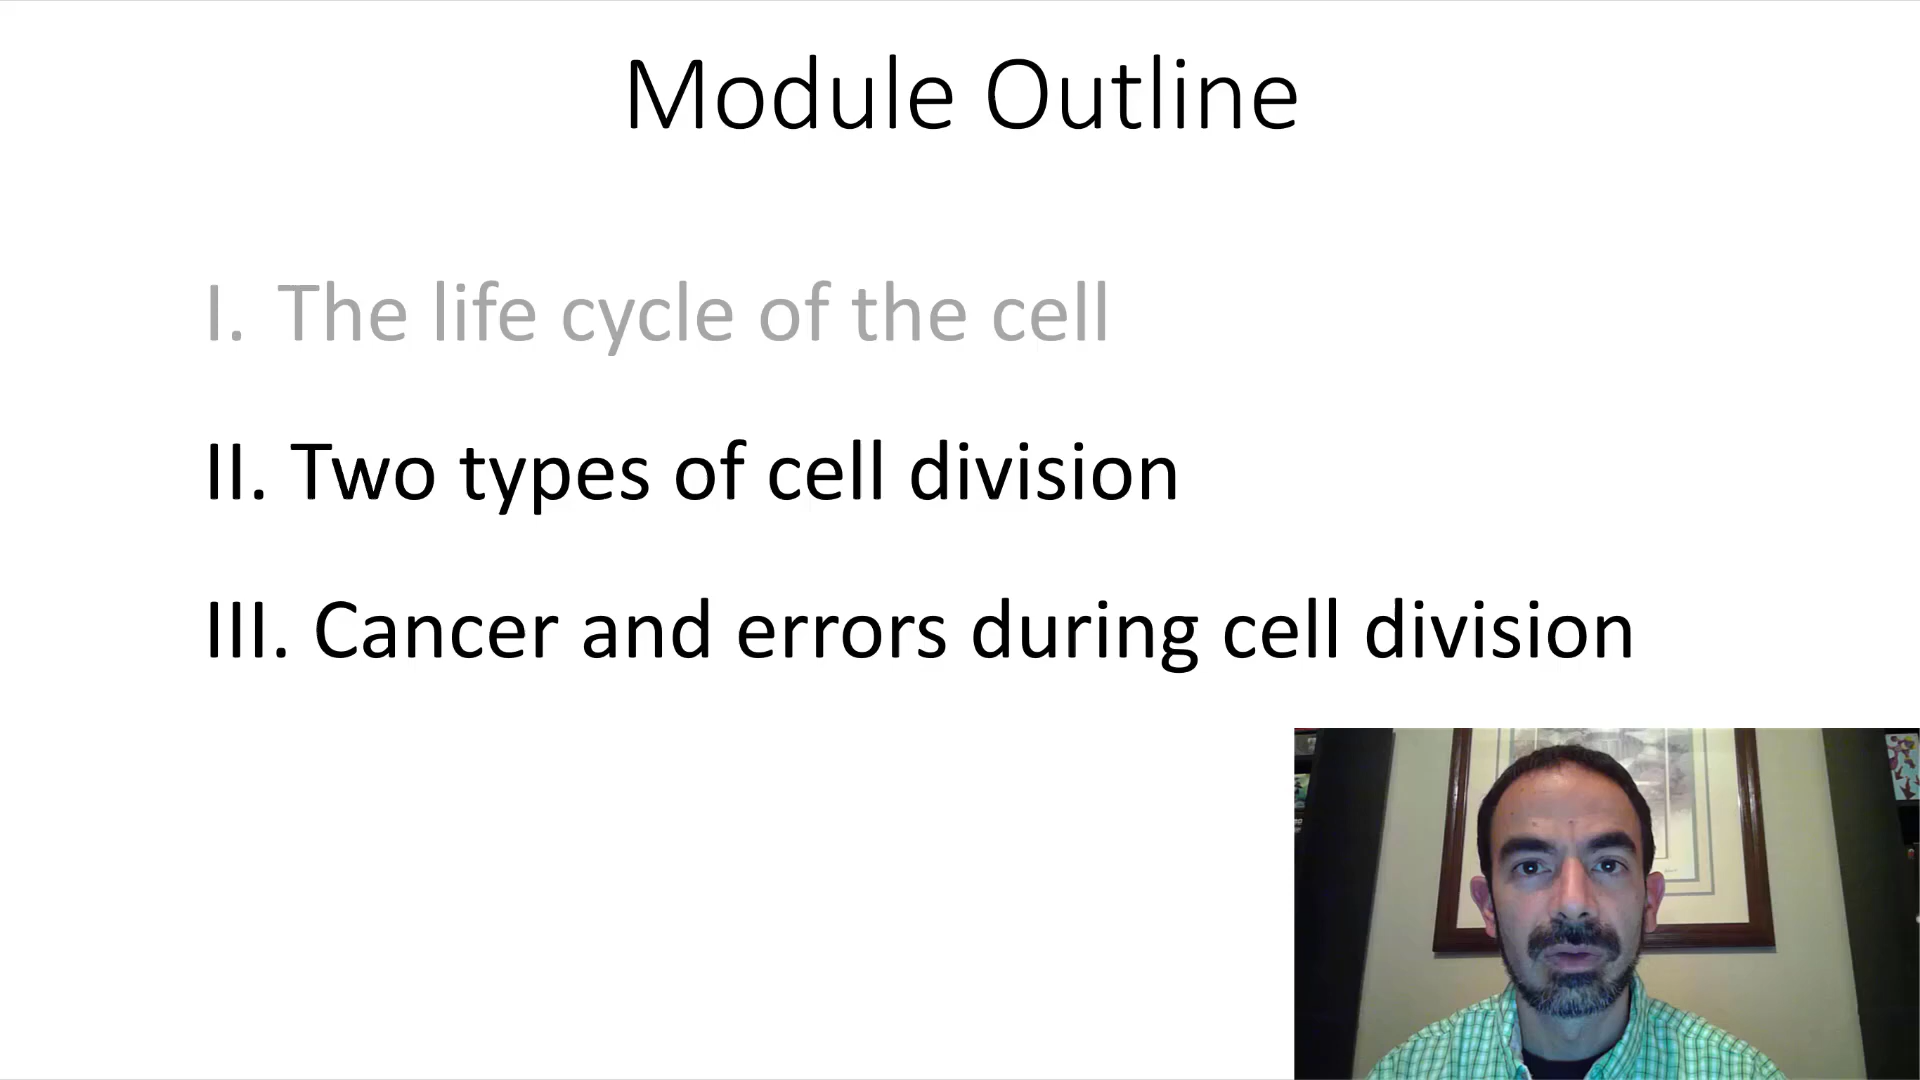 Module Outline
I. The life cycle of the cell
II. Two types of cell division
III. Cancer and errors during cell division